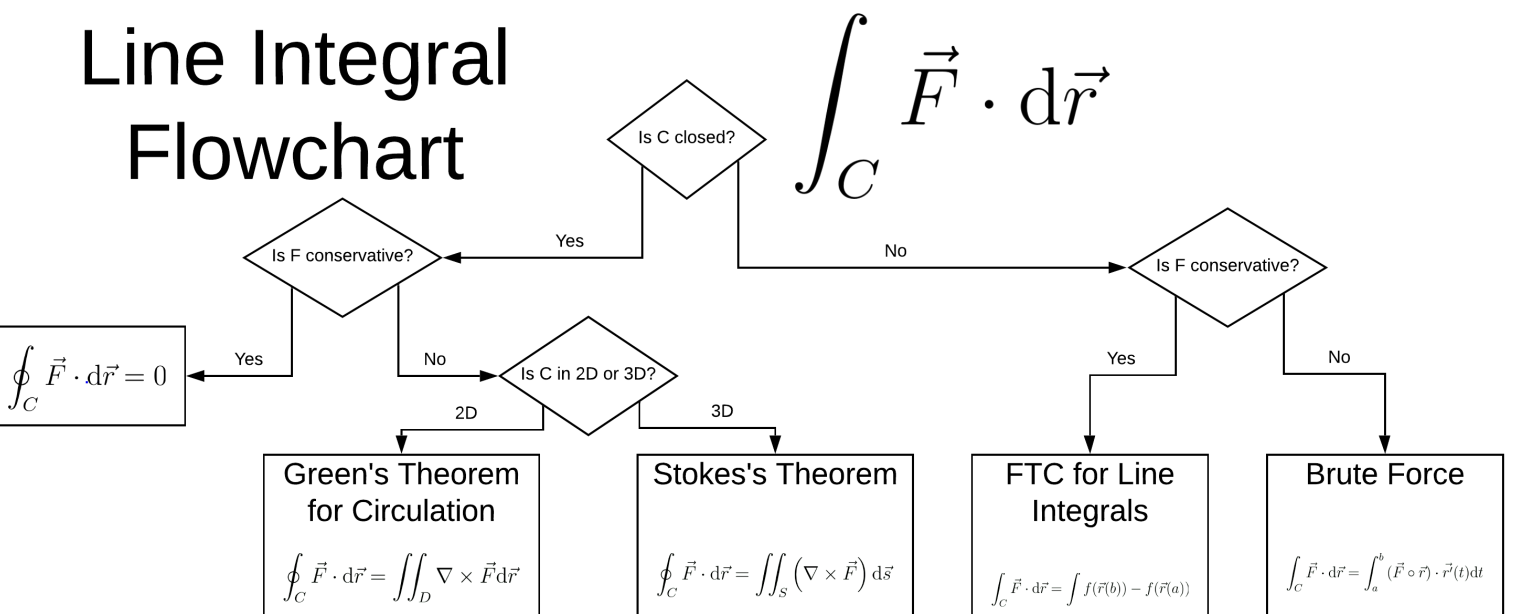 Line Integral
Flowchart
∫_C F⃗ · dr⃗
Is C closed?
Yes
No
Is F conservative?
Is F conservative?
Yes
No
Is C in 2D or 3D?
Yes
No
∮_C F⃗ · dr⃗ = 0
2D
3D
Green's Theorem
for Circulation
∮_C F⃗ · dr⃗ = ∬_D ∇ × F⃗dr⃗
Stokes's Theorem
∮_C F⃗ · dr⃗ = ∬_S (∇ × F⃗) ds⃗
FTC for Line
Integrals
∫_C F⃗ · dr⃗ = ∫ f(r⃗(b)) − f(r⃗(a))
Brute Force
∫_C F⃗ · dr⃗ = ∫_a^b (F⃗ ∘ r⃗) · r⃗′(t)dt